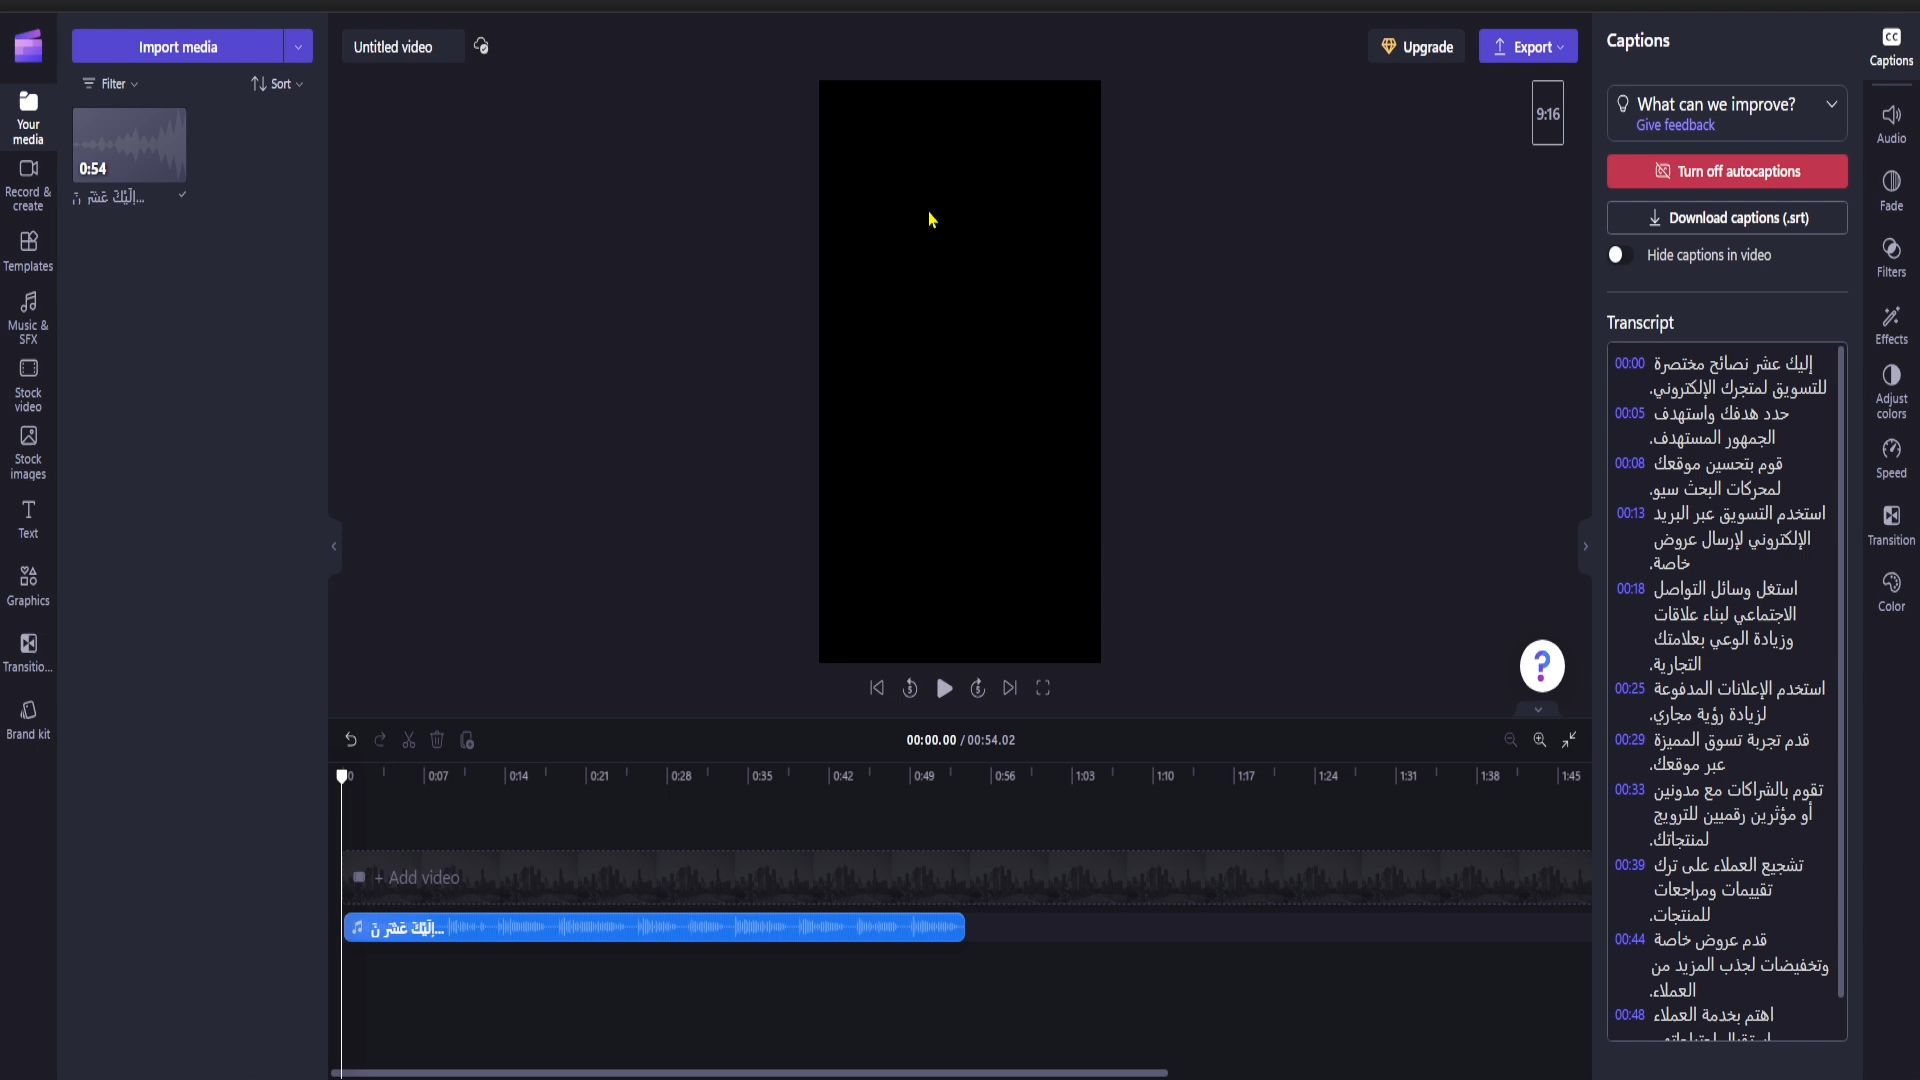 Import media
Filter
Sort
0:54
إِلَيْكَ عَشْر نَ...
Your media
Record & create
Templates
Music & SFX
Stock video
Stock images
Text
Graphics
Transitio...
Brand kit
Untitled video
Upgrade
Export
9:16
00:00.00 / 00:54.02
0
0:07
0:14
0:21
0:28
0:35
0:42
0:49
0:56
1:03
1:10
1:17
1:24
1:31
1:38
1:45
+ Add video
إِلَيْكَ عَشْر نَ...
Captions
What can we improve?
Give feedback
Turn off autocaptions
Download captions (.srt)
Hide captions in video
Transcript
00:00 إليك عشر نصائح مختصرة
للتسويق لمتجرك الإلكتروني.
00:05 حدد هدفك واستهدف
الجمهور المستهدف.
00:08 قوم بتحسين موقعك
لمحركات البحث سيو.
00:13 استخدم التسويق عبر البريد
الإلكتروني لإرسال عروض
خاصة.
00:18 استغل وسائل التواصل
الاجتماعي لبناء علاقات
وزيادة الوعي بعلامتك
التجارية.
00:25 استخدم الإعلانات المدفوعة
لزيادة رؤية مجاري.
00:29 قدم تجربة تسوق المميزة
عبر موقعك.
00:33 تقوم بالشراكات مع مدونين
أو مؤثرين رقميين للترويج
لمنتجاتك.
00:39 تشجيع العملاء على ترك
تقييمات ومراجعات
للمنتجات.
00:44 قدم عروض خاصة
وتخفيضات لجذب المزيد من
العملاء.
00:48 اهتم بخدمة العملاء
Captions
Audio
Fade
Filters
Effects
Adjust colors
Speed
Transition
Color